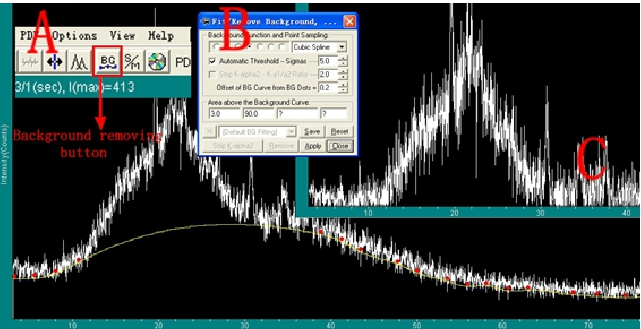 A
PDF Options View Help
BG
S/M
PD
3/1(sec), I(max)=413
Background removing
button
B
Fit/Remove Background, ...
Background Function and Point Sampling:
Cubic Spline
Automatic Threshold -- Sigmas 5.0
Strip K-alpha2 - K-a1/a2 Ratio 2.0
Offset of BG Curve from BG Dots = 0.2
Area above the Background Curve:
3.0 90.0 ? ?
[Default BG Fitting] Save Reset
Strip K-alpha2 Remove Apply Close
C
10 20 30 40
Intensity(Counts)
10 20 30 40 50 60 70